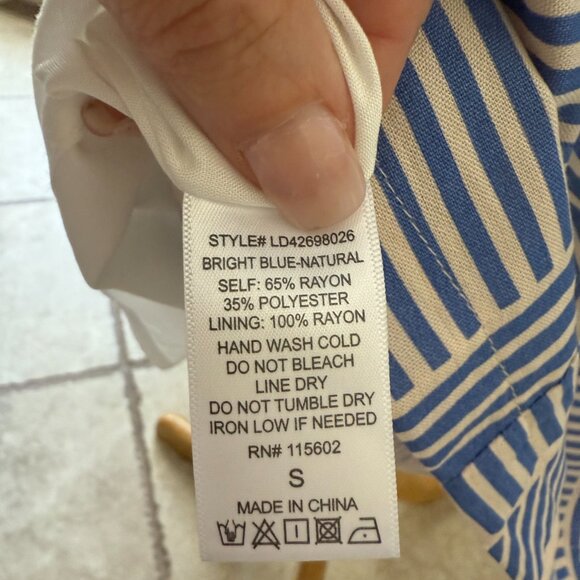 STYLE# LD42698026
BRIGHT BLUE-NATURAL
SELF: 65% RAYON
35% POLYESTER
LINING: 100% RAYON
HAND WASH COLD
DO NOT BLEACH
LINE DRY
DO NOT TUMBLE DRY
IRON LOW IF NEEDED
RN# 115602
S
MADE IN CHINA